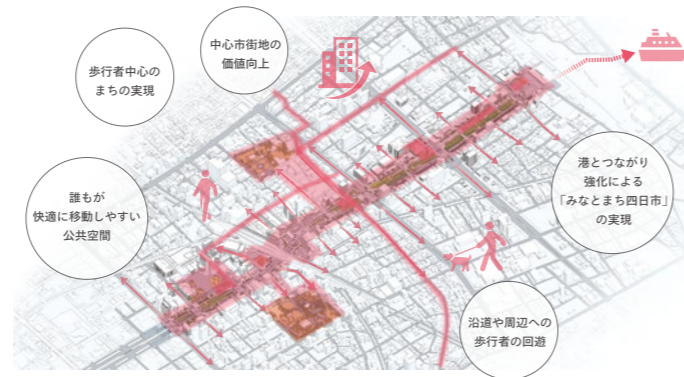 中心市街地の
価値向上
歩行者中心の
まちの実現
誰もが
快適に移動しやすい
公共空間
港とつながり
強化による
「みなとまち四日市」
の実現
沿道や周辺への
歩行者の回遊